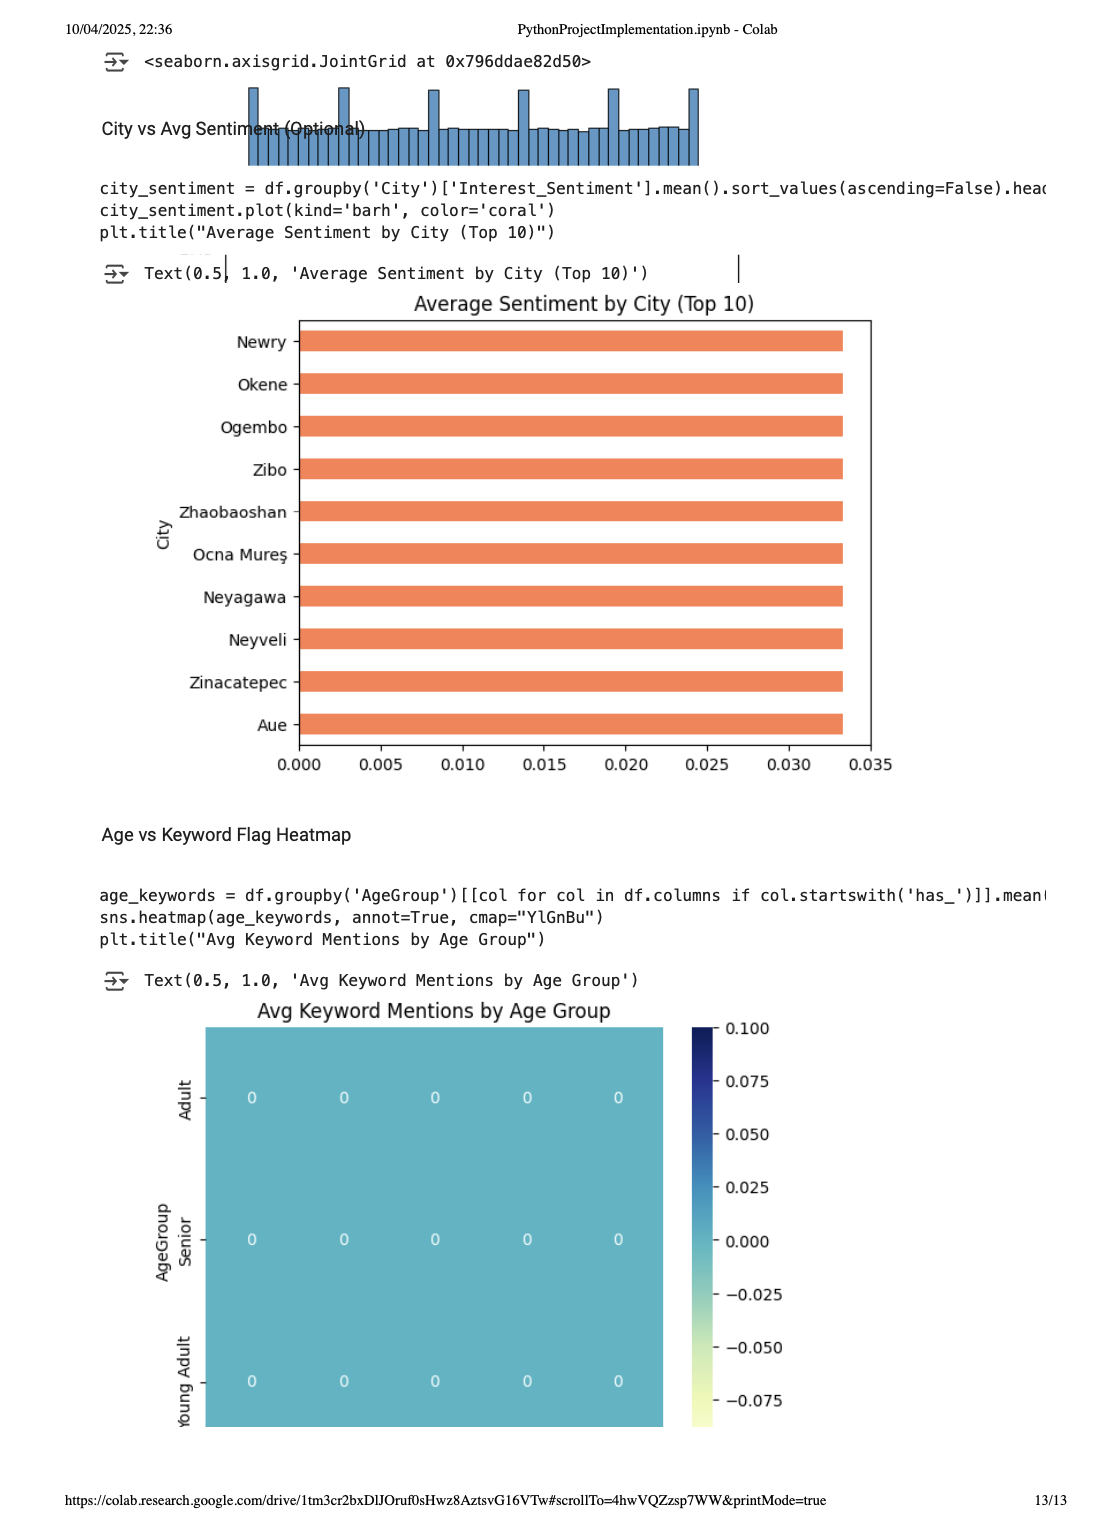 10/04/2025, 22:36 PythonProjectImplementation.ipynb - Colab
<seaborn.axisgrid.JointGrid at 0x796ddae82d50>
City vs Avg Sentiment (Optional)
city_sentiment = df.groupby('City')['Interest_Sentiment'].mean().sort_values(ascending=False).head
city_sentiment.plot(kind='barh', color='coral')
plt.title("Average Sentiment by City (Top 10)")
Text(0.5, 1.0, 'Average Sentiment by City (Top 10)')
Average Sentiment by City (Top 10)
City
Newry
Okene
Ogembo
Zibo
Zhaobaoshan
Ocna Mureş
Neyagawa
Neyveli
Zinacatepec
Aue
0.000 0.005 0.010 0.015 0.020 0.025 0.030 0.035
Age vs Keyword Flag Heatmap
age_keywords = df.groupby('AgeGroup')[[col for col in df.columns if col.startswith('has_')]].mean(
sns.heatmap(age_keywords, annot=True, cmap="YlGnBu")
plt.title("Avg Keyword Mentions by Age Group")
Text(0.5, 1.0, 'Avg Keyword Mentions by Age Group')
Avg Keyword Mentions by Age Group
AgeGroup
Adult 0 0 0 0 0
Senior 0 0 0 0 0
Young Adult 0 0 0 0 0
0.100
0.075
0.050
0.025
0.000
−0.025
−0.050
−0.075
https://colab.research.google.com/drive/1tm3cr2bxDlJOruf0sHwz8AztsvG16VTw#scrollTo=4hwVQZzsp7WW&printMode=true 13/13